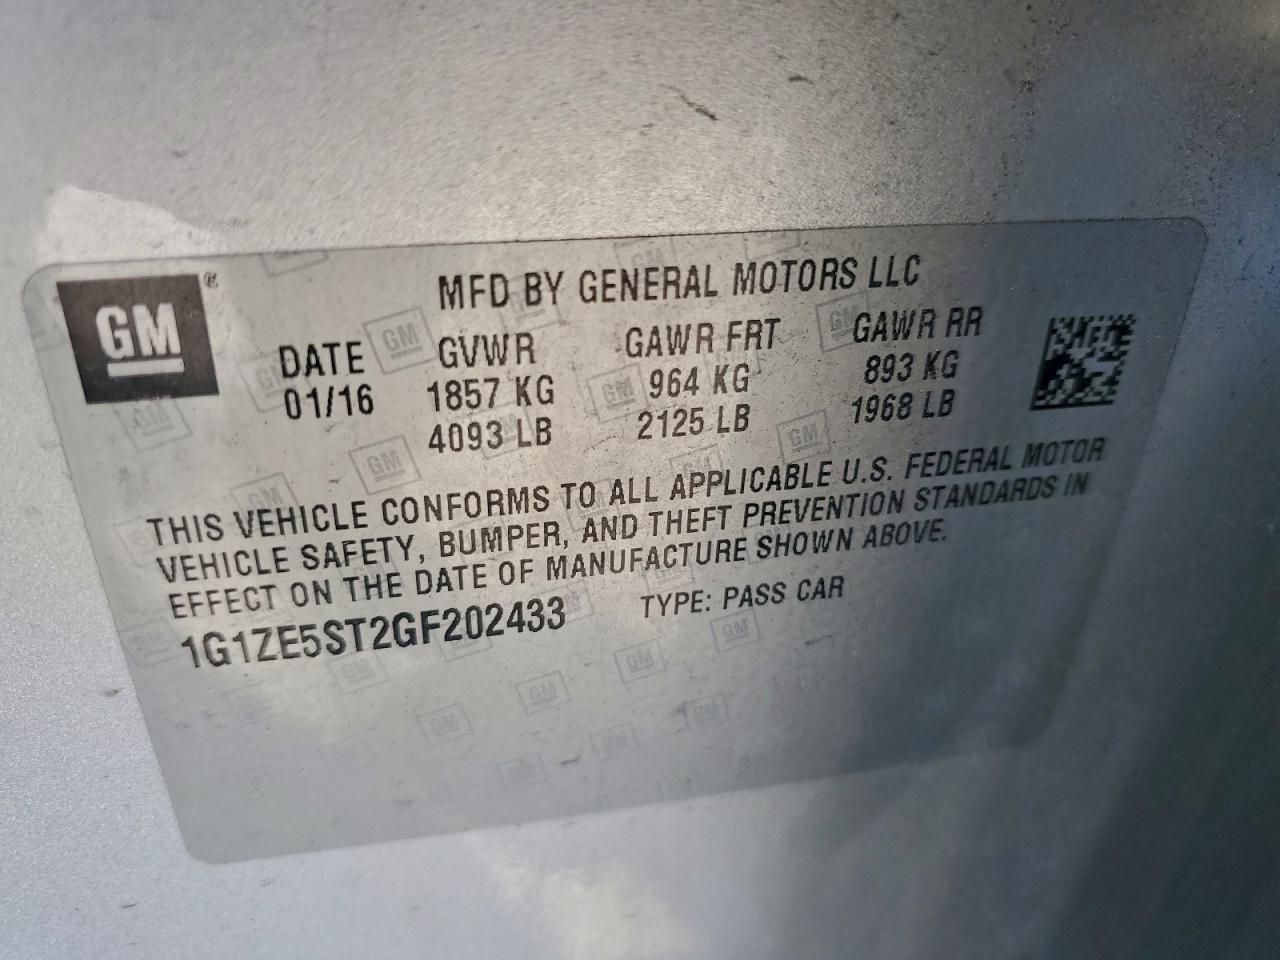 GM®
MFD BY GENERAL MOTORS LLC
DATE GVWR GAWR FRT GAWR RR
01/16 1857 KG 964 KG 893 KG
4093 LB 2125 LB 1968 LB
THIS VEHICLE CONFORMS TO ALL APPLICABLE U.S. FEDERAL MOTOR
VEHICLE SAFETY, BUMPER, AND THEFT PREVENTION STANDARDS IN
EFFECT ON THE DATE OF MANUFACTURE SHOWN ABOVE.
1G1ZE5ST2GF202433 TYPE: PASS CAR